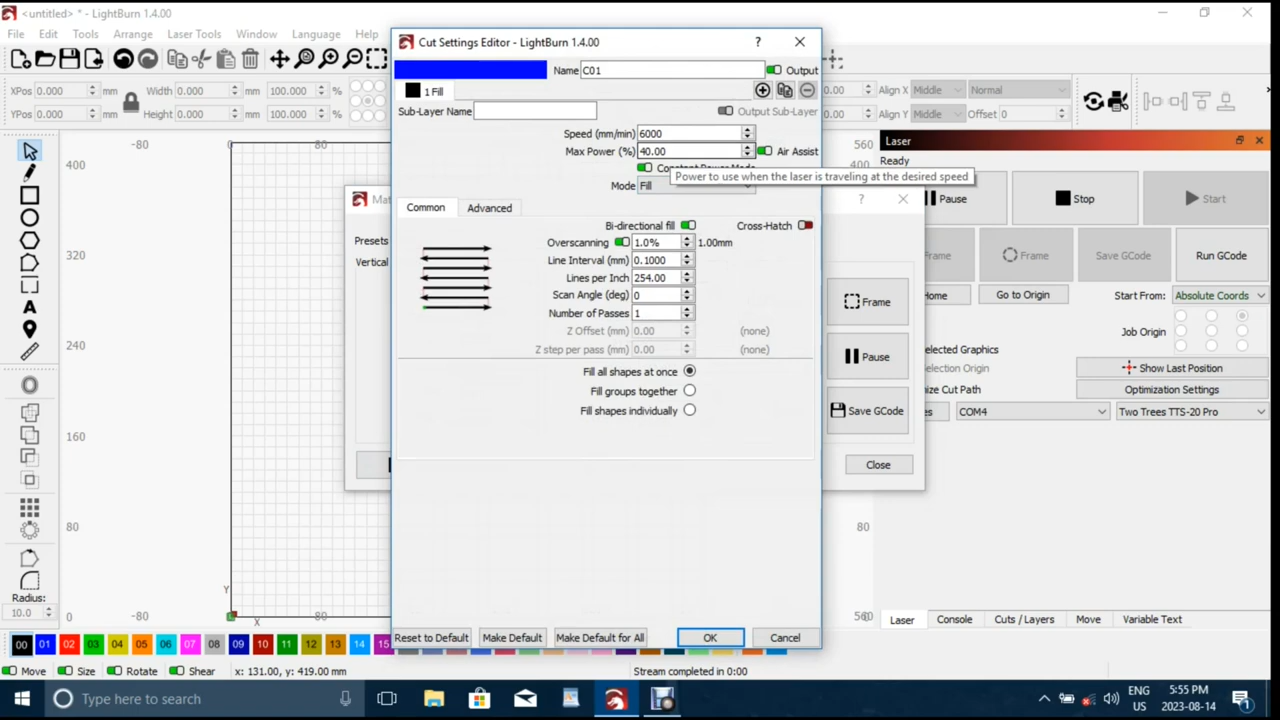 <untitled> * - LightBurn 1.4.00
File Edit Tools Arrange Laser Tools Window Language Help
XPos 0.000 mm Width 0.000 mm 100.000 %
YPos 0.000 mm Height 0.000 mm 100.000 %
0.00 Align X Middle Normal
0.00 Align Y Middle Offset 0
Cut Settings Editor - LightBurn 1.4.00 ?
Name C01 Output
1 Fill
Sub-Layer Name Output Sub-Layer
Speed (mm/min) 6000
Max Power (%) 40.00 Air Assist
Constant Power Mode
Power to use when the laser is traveling at the desired speed
Mode Fill
Common Advanced
Bi-directional fill Cross-Hatch
Overscanning 1.0% 1.00mm
Line Interval (mm) 0.1000
Lines per Inch 254.00
Scan Angle (deg) 0
Number of Passes 1
Z Offset (mm) 0.00 (none)
Z step per pass (mm) 0.00 (none)
Fill all shapes at once
Fill groups together
Fill shapes individually
Reset to Default Make Default Make Default for All OK Cancel
-80 0 80 560
400 320 240 160 80 0
400
Presets
Vertical
?
Frame
Pause
Save GCode
Close
Laser
Ready
Pause Stop Start
Frame Save GCode Run GCode
Go to Origin Start From: Absolute Coords
Job Origin
elected Graphics
Show Last Position
Optimization Settings
COM4 Two Trees TTS-20 Pro
80
0
Y
X
-80 0 80 560
A
Radius:
10.0
Laser Console Cuts / Layers Move Variable Text
00 01 02 03 04 05 06 07 08 09 10 11 12 13 14 15
Move Size Rotate Shear x: 131.00, y: 419.00 mm Stream completed in 0:00
Type here to search
ENG
US
5:55 PM
2023-08-14
1